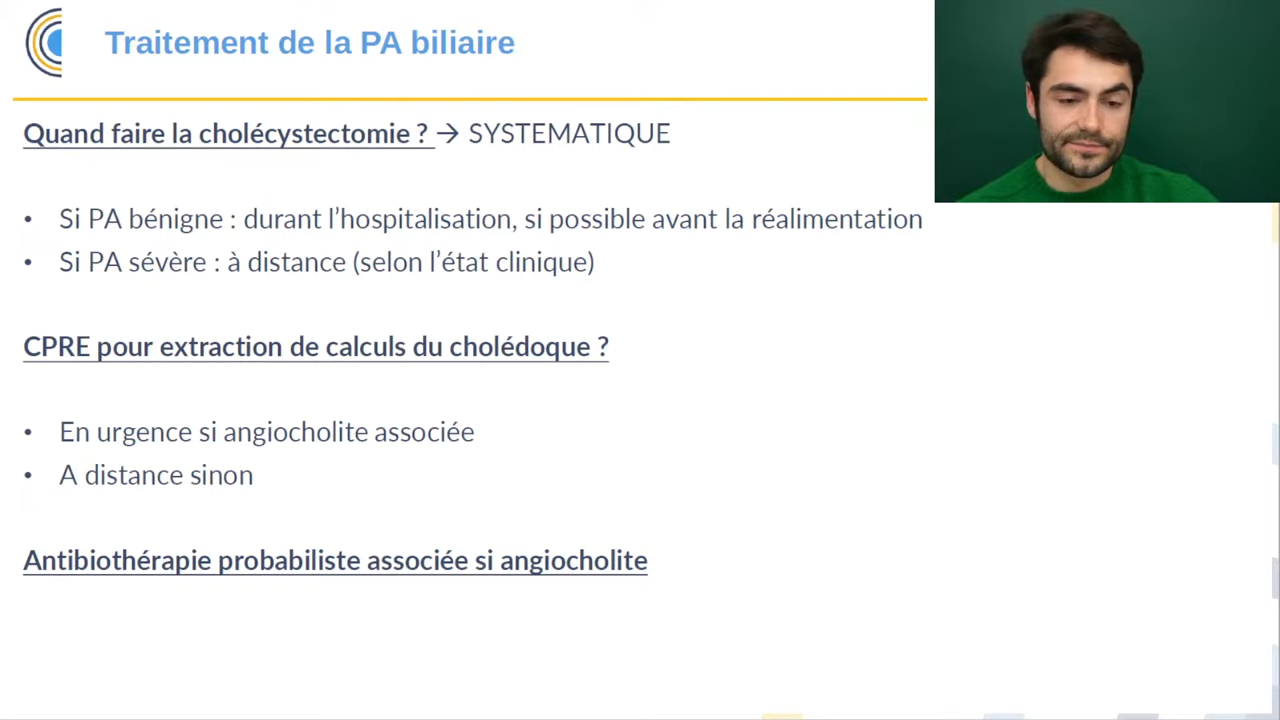 Traitement de la PA biliaire
Quand faire la cholécystectomie ? → SYSTEMATIQUE
• Si PA bénigne : durant l’hospitalisation, si possible avant la réalimentation
• Si PA sévère : à distance (selon l’état clinique)
CPRE pour extraction de calculs du cholédoque ?
• En urgence si angiocholite associée
• A distance sinon
Antibiothérapie probabiliste associée si angiocholite